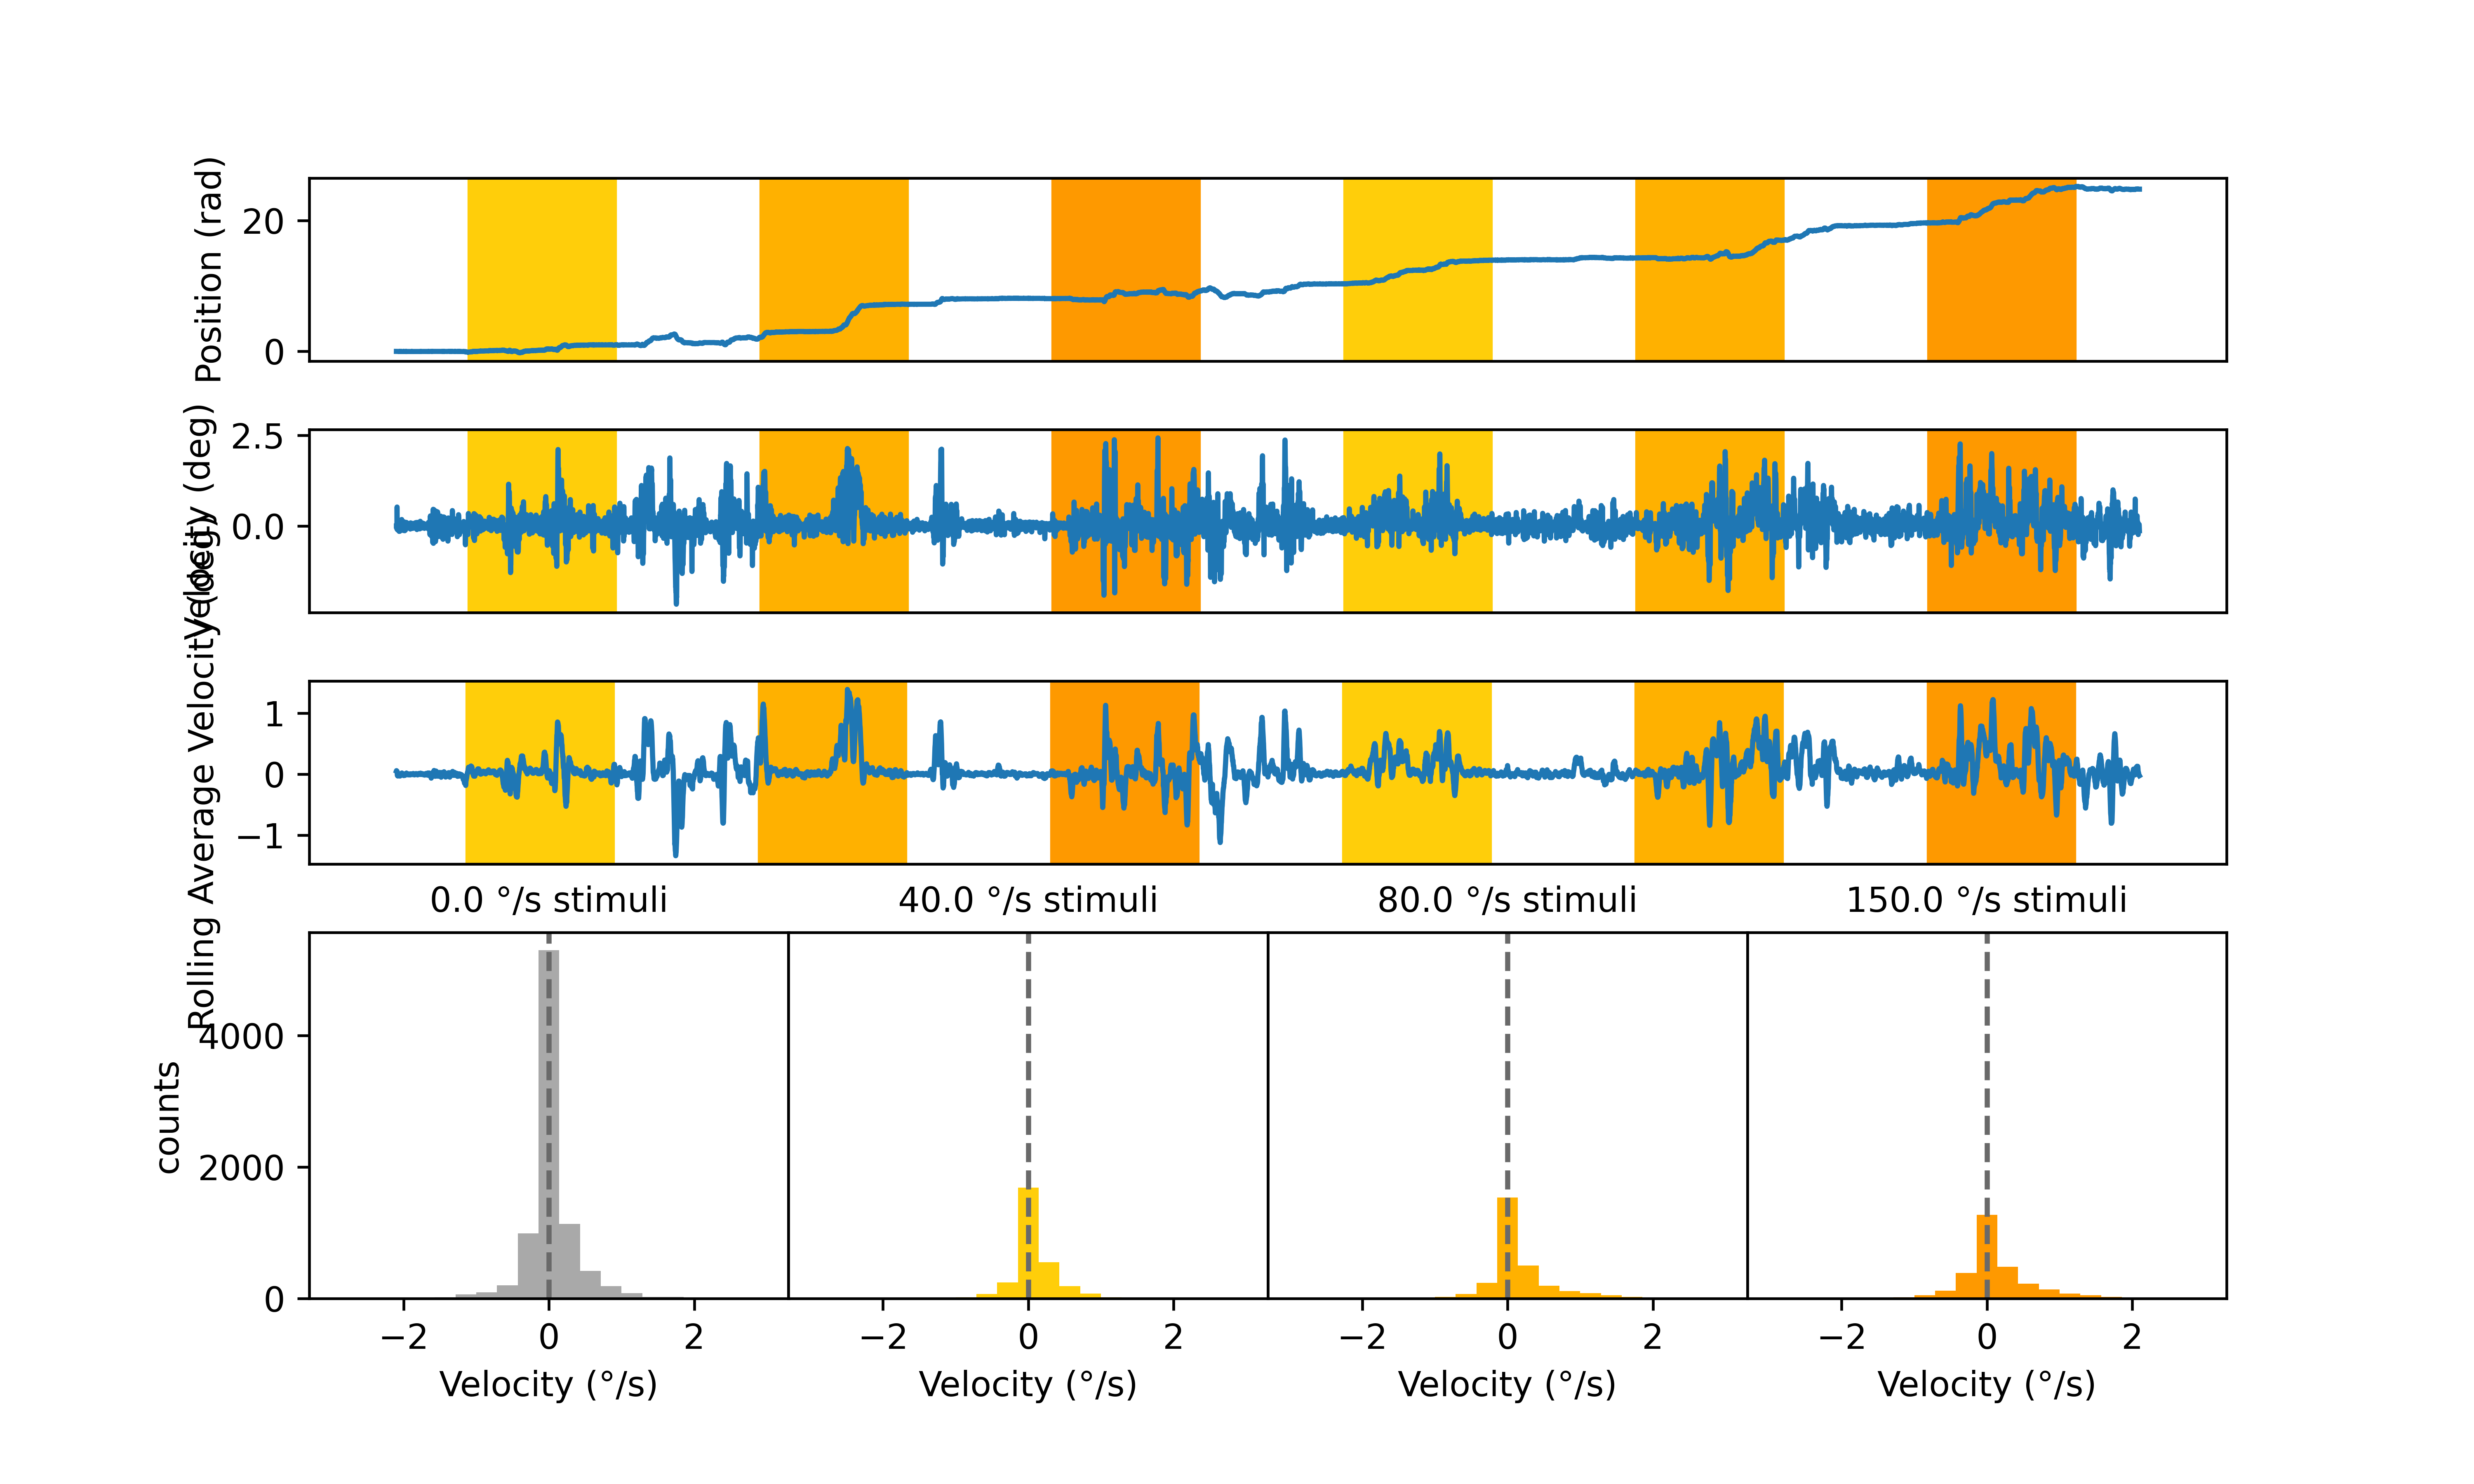 Position (rad)
20
0
Velocity (deg)
2.5
0.0
Rolling Average Velocity (deg)
1
0
−1
0.0 °/s stimuli
40.0 °/s stimuli
80.0 °/s stimuli
150.0 °/s stimuli
counts
4000
2000
0
−2 0 2 −2 0 2 −2 0 2 −2 0 2
Velocity (°/s) Velocity (°/s) Velocity (°/s) Velocity (°/s)